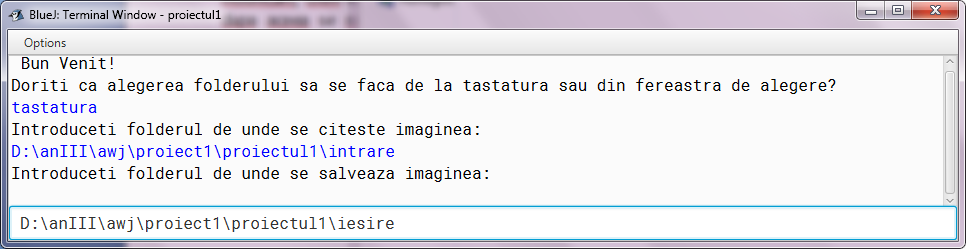 BlueJ: Terminal Window - proiectul1
Options
Bun Venit!
Doriti ca alegerea folderului sa se faca de la tastatura sau din fereastra de alegere?
tastatura
Introduceti folderul de unde se citeste imaginea:
D:\anIII\awj\proiect1\proiectul1\intrare
Introduceti folderul de unde se salveaza imaginea:
D:\anIII\awj\proiect1\proiectul1\iesire